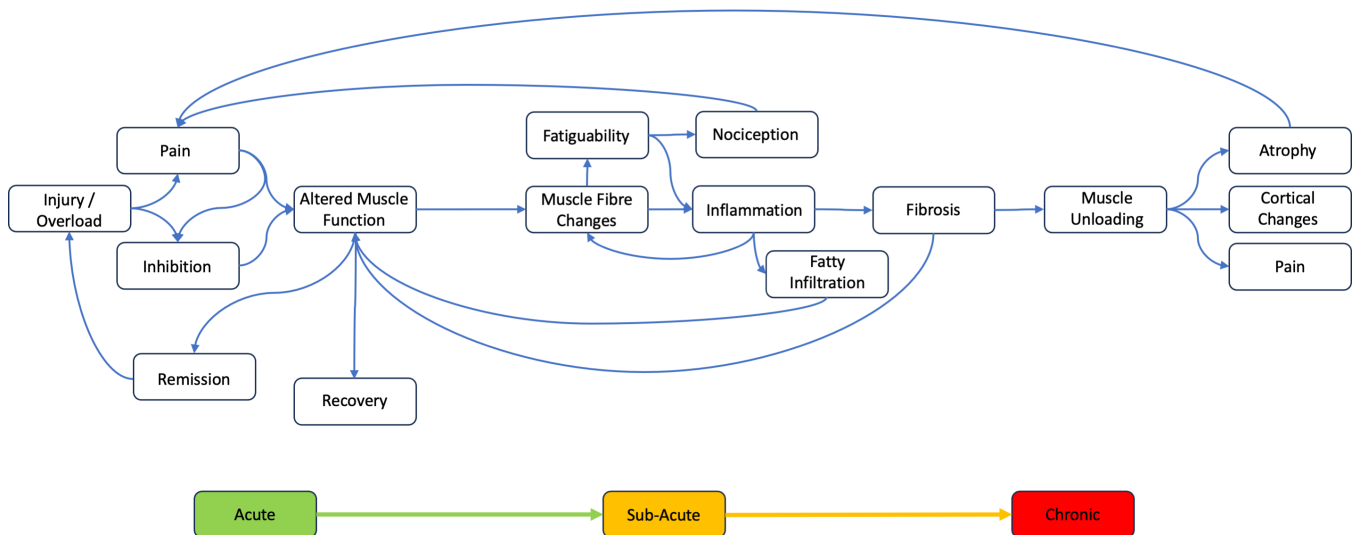 Pain
Injury /
Overload
Inhibition
Altered Muscle
Function
Remission
Recovery
Fatiguability
Nociception
Muscle Fibre
Changes
Inflammation
Fatty
Infiltration
Fibrosis
Muscle
Unloading
Atrophy
Cortical
Changes
Pain
Acute
Sub-Acute
Chronic